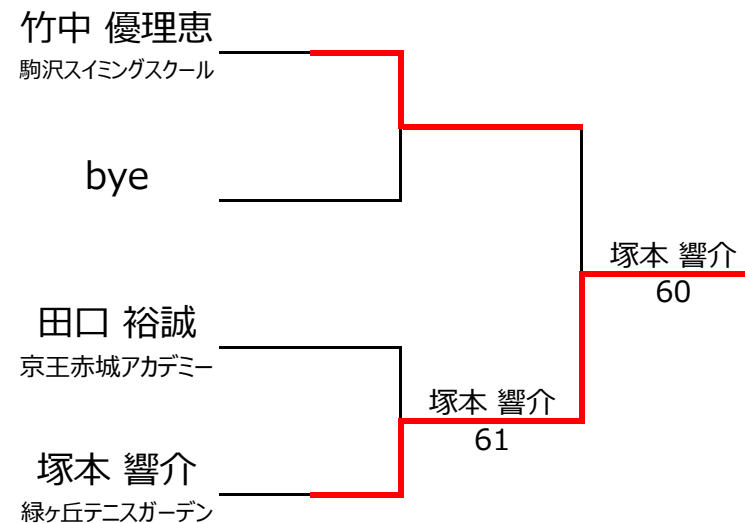 竹中 優理恵
駒沢スイミングスクール
bye
塚本 響介
60
田口 裕誠
京王赤城アカデミー
塚本 響介
61
塚本 響介
緑ヶ丘テニスガーデン